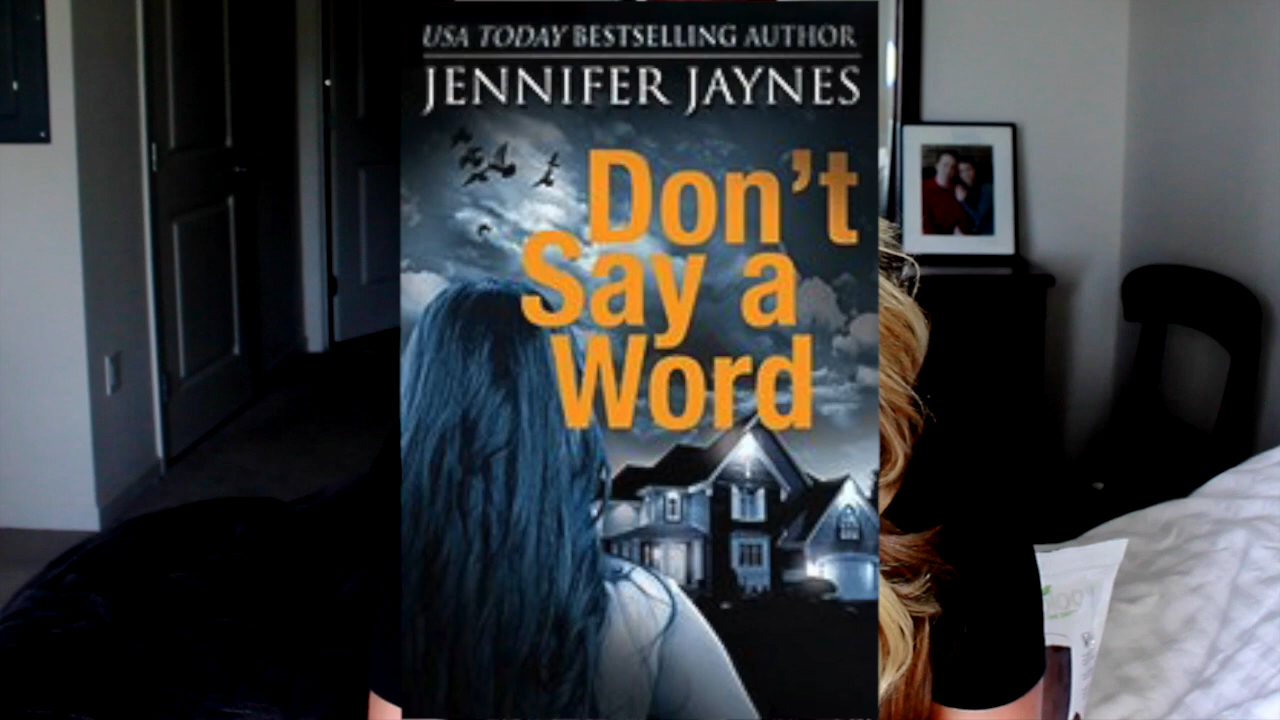 USA TODAY BESTSELLING AUTHOR
JENNIFER JAYNES
Don't
Say a
Word